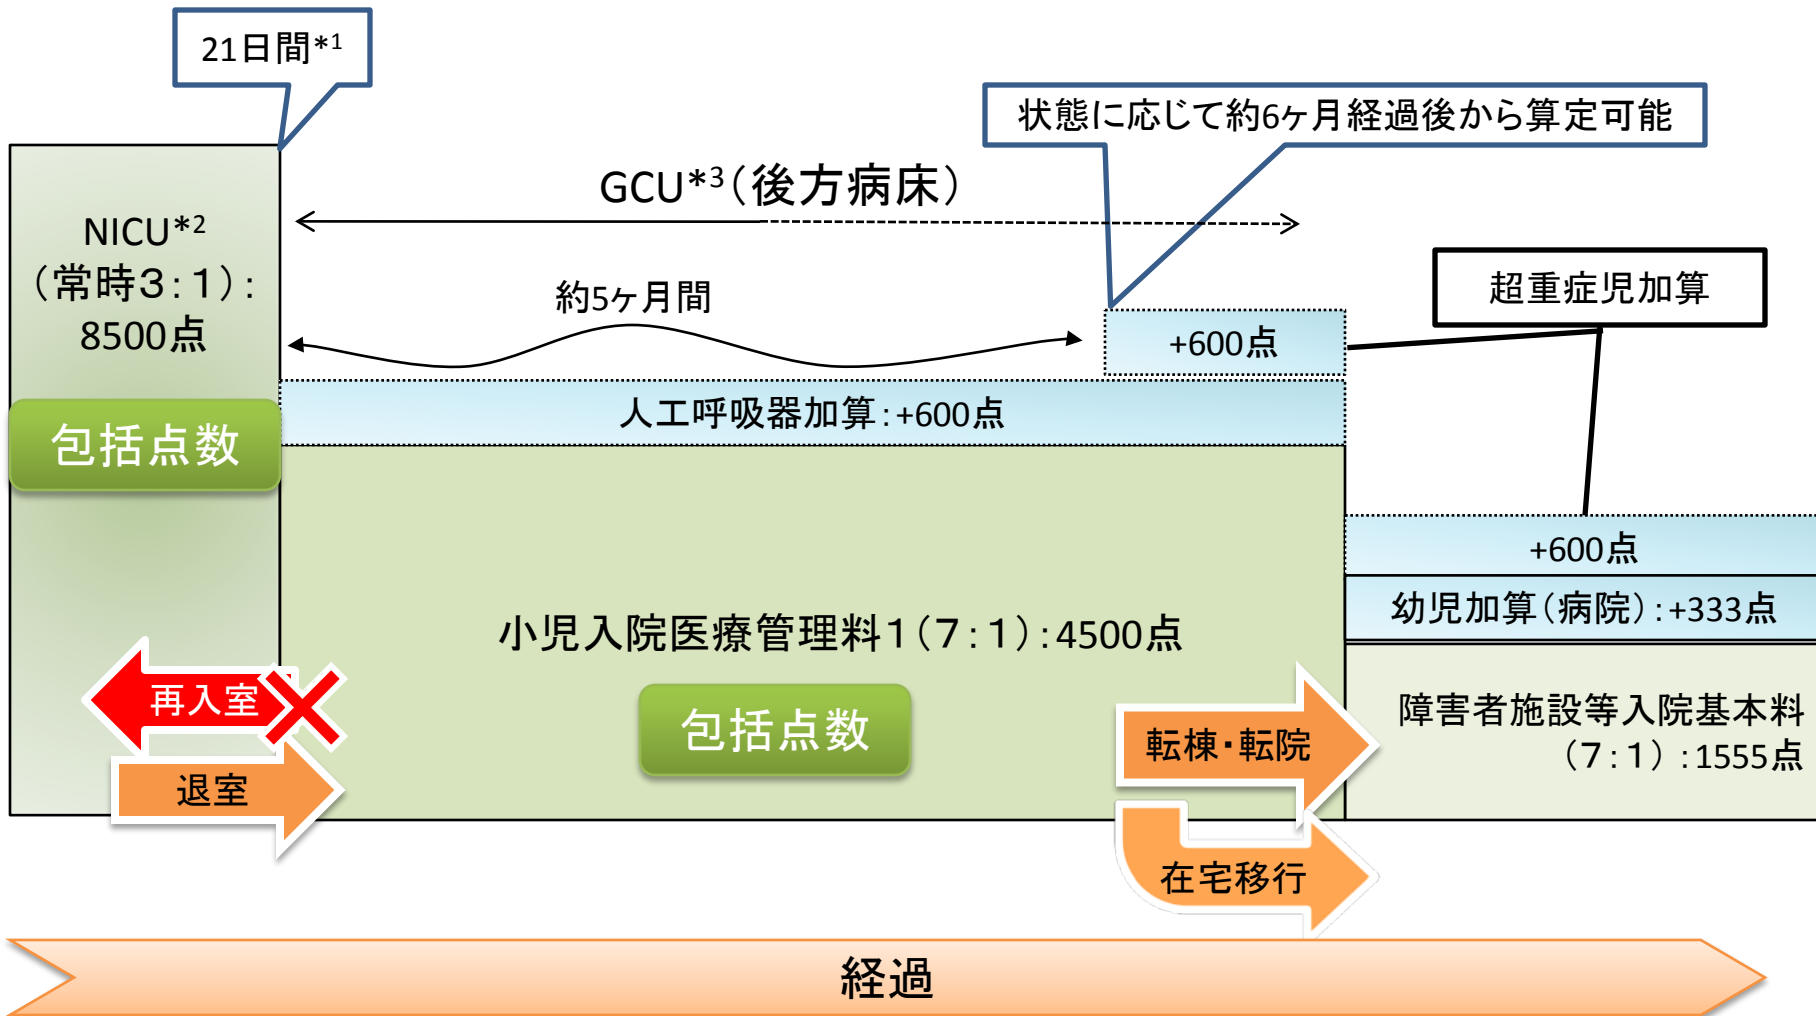 21日間*1
状態に応じて約6ヶ月経過後から算定可能
GCU*3(後方病床)
NICU*2
(常時3:1):
8500点
約5ヶ月間
超重症児加算
+600点
人工呼吸器加算:+600点
包括点数
+600点
幼児加算(病院):+333点
小児入院医療管理料1(7:1):4500点
再入室
包括点数
転棟・転院
障害者施設等入院基本料
(7:1):1555点
退室
在宅移行
経過